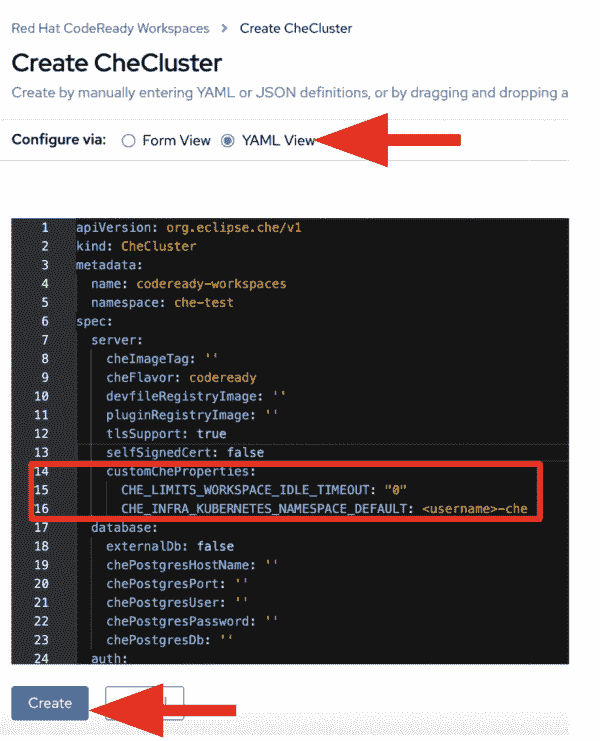 Red Hat CodeReady Workspaces > Create CheCluster
Create CheCluster
Create by manually entering YAML or JSON definitions, or by dragging and dropping a
Configure via: Form View YAML View
1 apiVersion: org.eclipse.che/v1
2 kind: CheCluster
3 metadata:
4 name: codeready-workspaces
5 namespace: che-test
6 spec:
7 server:
8 cheImageTag: ''
9 cheFlavor: codeready
10 devfileRegistryImage: ''
11 pluginRegistryImage: ''
12 tlsSupport: true
13 selfSignedCert: false
14 customCheProperties:
15 CHE_LIMITS_WORKSPACE_IDLE_TIMEOUT: "0"
16 CHE_INFRA_KUBERNETES_NAMESPACE_DEFAULT: <username>-che
17 database:
18 externalDb: false
19 chePostgresHostName: ''
20 chePostgresPort: ''
21 chePostgresUser: ''
22 chePostgresPassword: ''
23 chePostgresDb: ''
24 auth:
Create